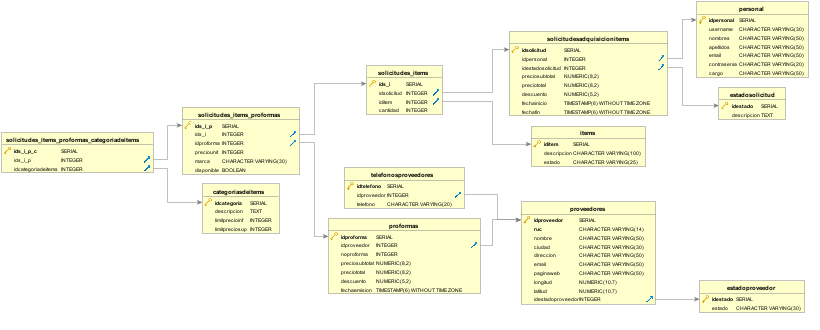 personal
idpersonal SERIAL
username CHARACTER VARYING(30)
nombres CHARACTER VARYING(50)
apellidos CHARACTER VARYING(50)
email CHARACTER VARYING(50)
contrasenia CHARACTER VARYING(20)
cargo CHARACTER VARYING(50)
solicitudesadquisicionitems
idsolicitud SERIAL
idpersonal INTEGER
idestadosolicitud INTEGER
preciosubtotal NUMERIC(8,2)
preciototal NUMERIC(8,2)
descuento NUMERIC(5,2)
fechainicio TIMESTAMP(6) WITHOUT TIME ZONE
fechafin TIMESTAMP(6) WITHOUT TIME ZONE
estadosolicitud
idestado SERIAL
descripcion TEXT
solicitudes_items
ids_i SERIAL
idsolicitud INTEGER
iditem INTEGER
cantidad INTEGER
items
iditem SERIAL
descripcion CHARACTER VARYING(100)
estado CHARACTER VARYING(25)
solicitudes_items_proformas
ids_i_p SERIAL
ids_i INTEGER
idproforma INTEGER
preciounit INTEGER
marca CHARACTER VARYING(30)
disponible BOOLEAN
solicitudes_items_proformas_categoriadeitems
ids_i_p_c SERIAL
ids_i_p INTEGER
idcategoriadeitems INTEGER
categoriasdeitems
idcategoria SERIAL
descripcion TEXT
limitprecioinf INTEGER
limitpreciosup INTEGER
telefonosproveedores
idtelefono SERIAL
idproveedor INTEGER
telefono CHARACTER VARYING(20)
proformas
idproforma SERIAL
idproveedor INTEGER
noproforma INTEGER
preciosubtotal NUMERIC(8,2)
preciototal NUMERIC(8,2)
descuento NUMERIC(5,2)
fechaemision TIMESTAMP(6) WITHOUT TIME ZONE
proveedores
idproveedor SERIAL
ruc CHARACTER VARYING(14)
nombre CHARACTER VARYING(50)
ciudad CHARACTER VARYING(30)
direccion CHARACTER VARYING(50)
email CHARACTER VARYING(50)
paginaweb CHARACTER VARYING(50)
longitud NUMERIC(10,7)
latitud NUMERIC(10,7)
idestadoproveedor INTEGER
estadoproveedor
idestado SERIAL
estado CHARACTER VARYING(30)